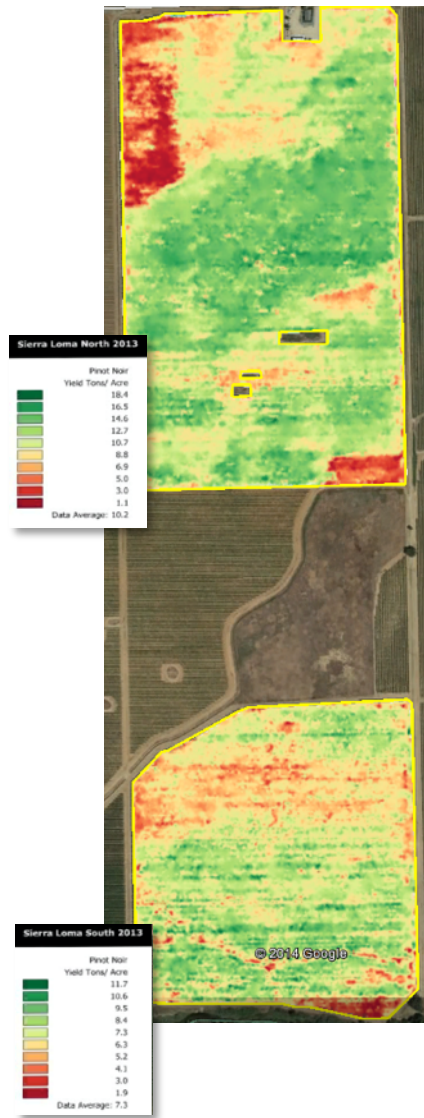 Sierra Loma North 2013
Pinot Noir
Yield Tons/ Acre
18.4
16.5
14.6
12.7
10.7
8.8
6.9
5.0
3.0
1.1
Data Average: 10.2
© 2014 Google
Sierra Loma South 2013
Pinot Noir
Yield Tons/ Acre
11.7
10.6
9.5
8.4
7.3
6.3
5.2
4.1
3.0
1.9
Data Average: 7.3